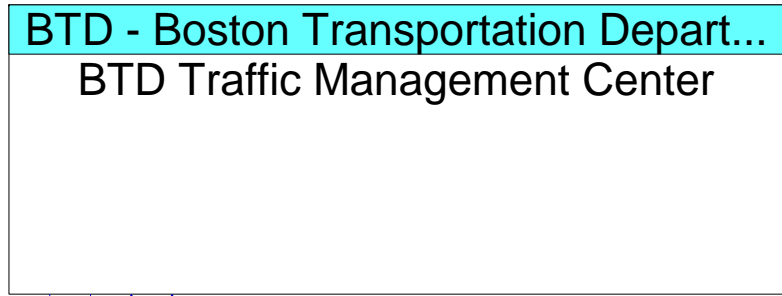 BTD - Boston Transportation Depart...
BTD Traffic Management Center